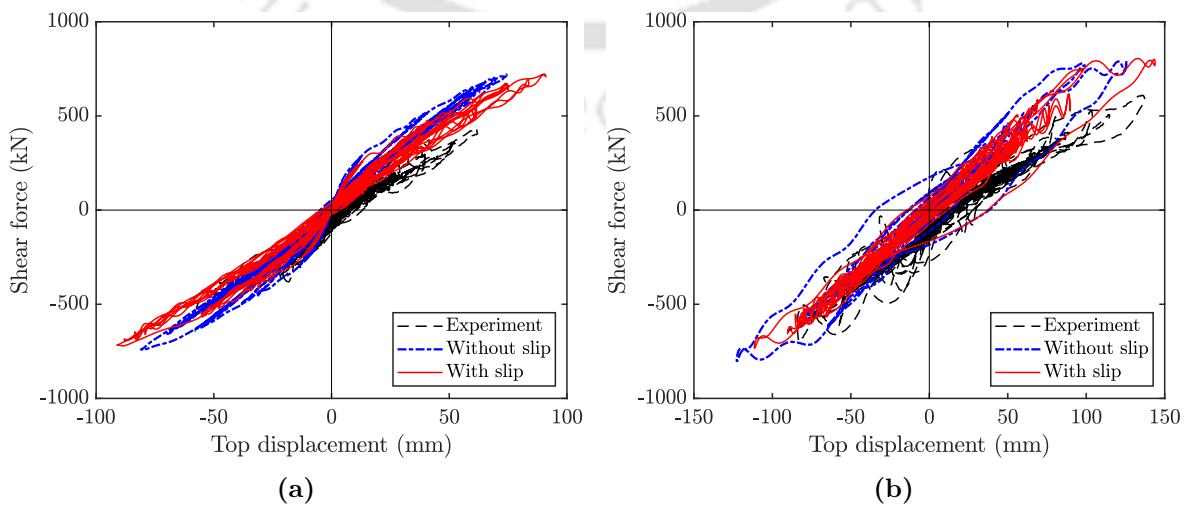 1000
500
0
-500
-1000
Shear force (kN)
-100 -50 0 50 100
Top displacement (mm)
Experiment
Without slip
With slip
(a)
1000
500
0
-500
-1000
Shear force (kN)
-150 -100 -50 0 50 100 150
Top displacement (mm)
Experiment
Without slip
With slip
(b)